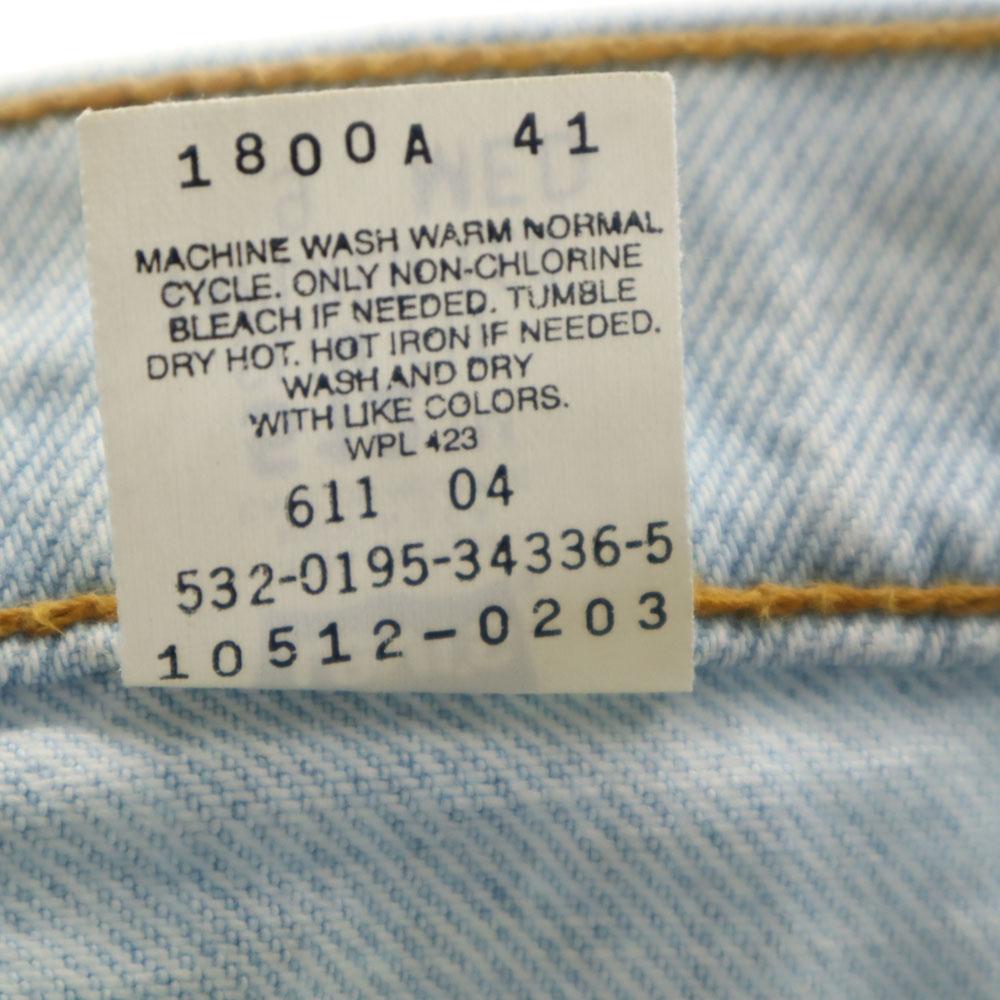 1800A 41
MACHINE WASH WARM NORMAL
CYCLE. ONLY NON-CHLORINE
BLEACH IF NEEDED. TUMBLE
DRY HOT. HOT IRON IF NEEDED.
WASH AND DRY
WITH LIKE COLORS.
WPL 423
611 04
532-0195-34336-5
10512-0203